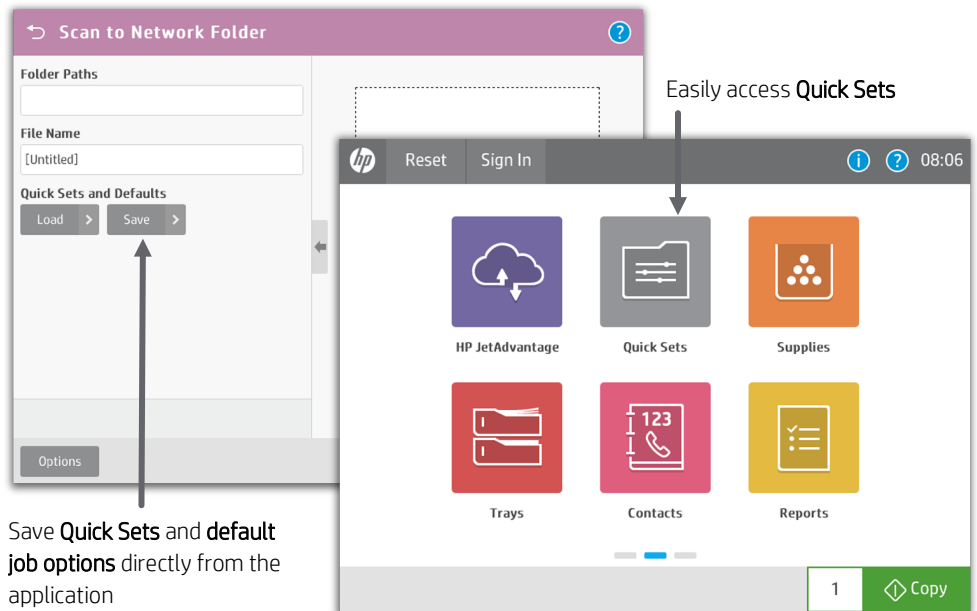 Scan to Network Folder
?
Folder Paths
File Name
[Untitled]
Quick Sets and Defaults
Load >
Save >
Options
Save Quick Sets and default
job options directly from the
application
Easily access Quick Sets
hp
Reset
Sign In
i
?
08:06
HP JetAdvantage
Quick Sets
Supplies
123
Trays
Contacts
Reports
1
Copy